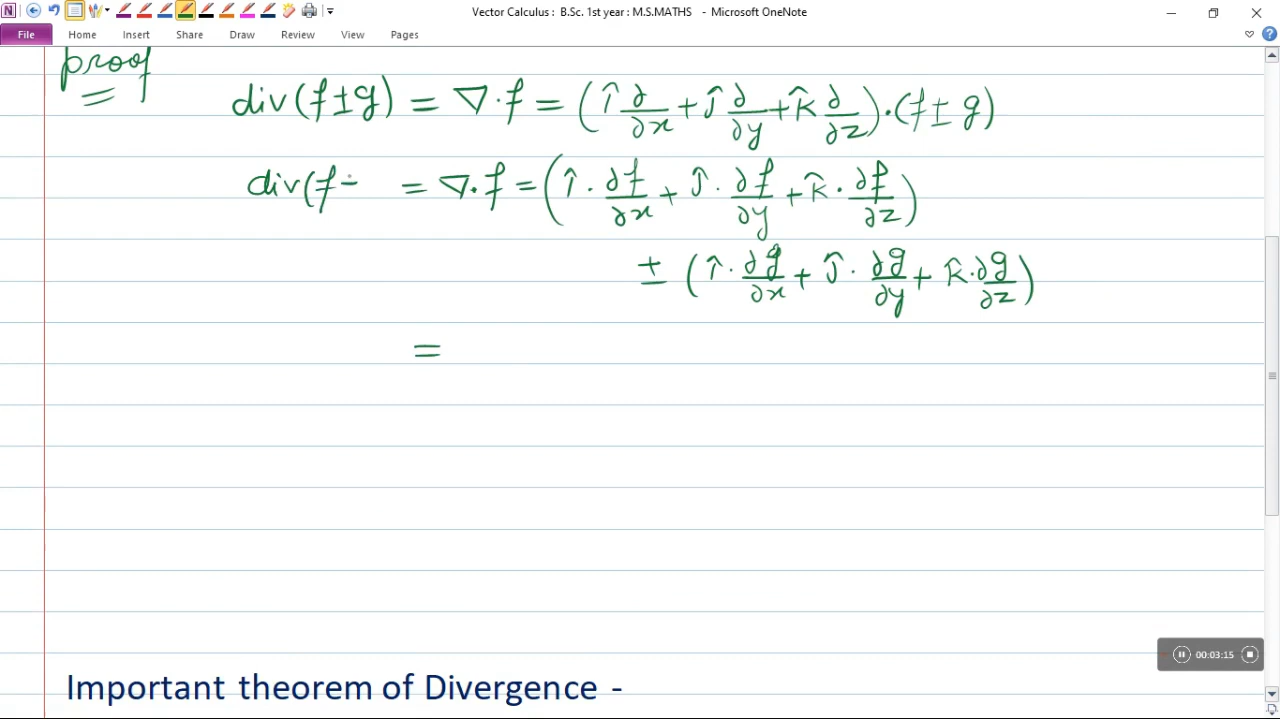 Vector Calculus : B.Sc. 1st year : M.S.MATHS - Microsoft OneNote
File Home Insert Share Draw Review View Pages
proof
div(f±g) = ∇·f = (î ∂/∂x + ĵ ∂/∂y + k̂ ∂/∂z)·(f±g)
div(f- = ∇·f = (î·∂f/∂x + ĵ·∂f/∂y + k̂·∂f/∂z)
± (î·∂g/∂x + ĵ·∂g/∂y + k̂·∂g/∂z)
=
00:03:15
Important theorem of Divergence -